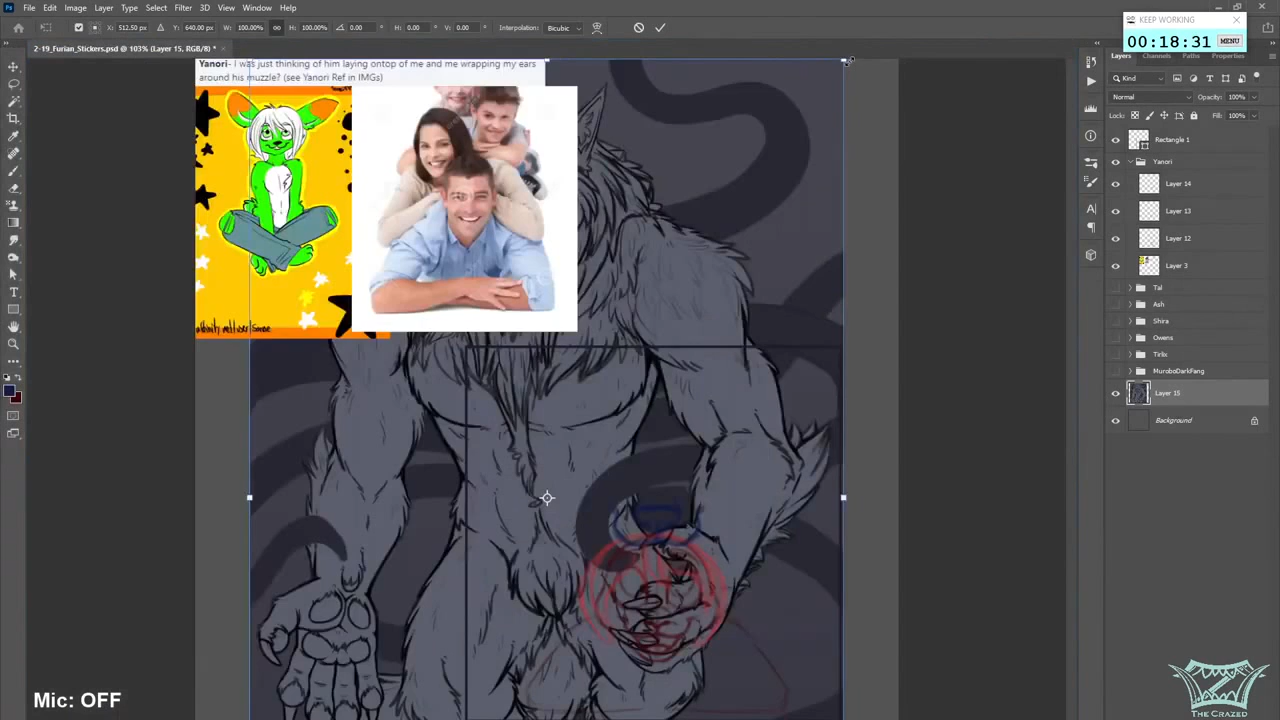 File Edit Image Layer Type Select Filter 3D View Window Help
X: 512.50 px Y: 640.00 px W: 100.00% H: 100.00% 0.00 ° H: 0.00 ° V: 0.00 ° Interpolation: Bicubic
KEEP WORKING
00:18:31 MENU
2-19_Furian_Stickers.psd @ 103% (Layer 15, RGB/8) *
Layers Channels Paths
Yanori- i was just thinking of him laying ontop of me and me wrapping my ears
around his muzzle? (see Yanori Ref in IMGs)
Kind
Normal Opacity: 100%
Lock: Fill: 100%
Rectangle 1
Yanori
Layer 14
Layer 13
Layer 12
Layer 3
Tal
Ash
Shira
Owens
Tirlix
MuroboDarkFang
Layer 15
Background
Mic: OFF
THE CRAZED